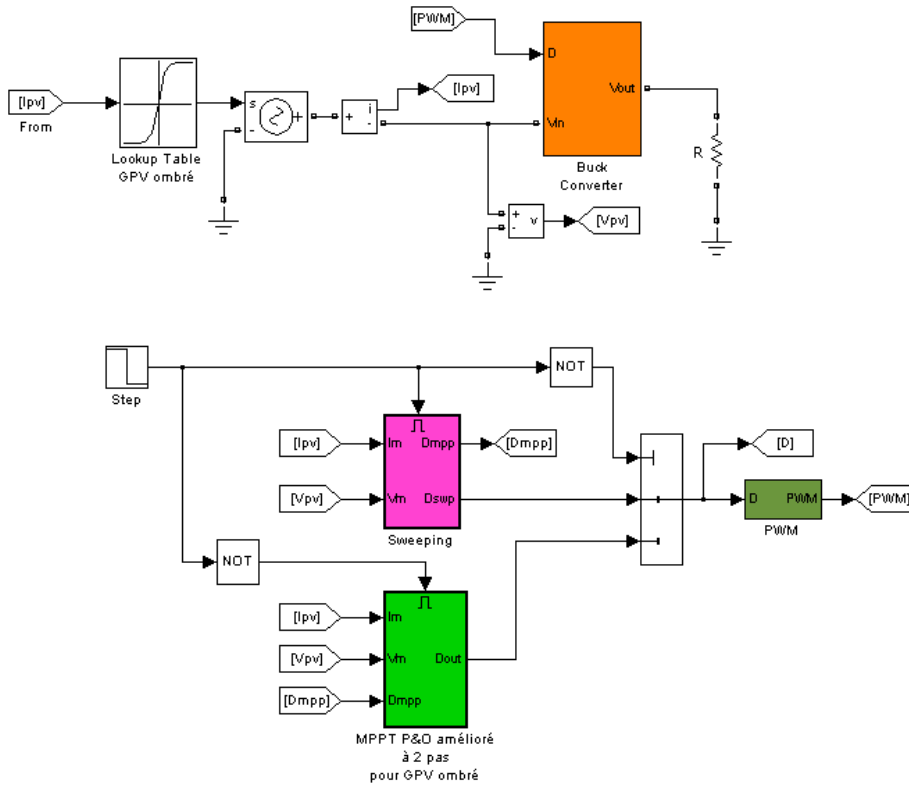 [PWM]
D
[Ipv]
From
Lookup Table
GPV ombré
s
-
+
+
i
-
[Ipv]
Vin
Vout
Buck
Converter
R
+
-
v
[Vpv]
Step
NOT
[Ipv]
Im
Dmpp
[Dmpp]
[Vpv]
Vm
Dswp
Sweeping
[D]
D
PWM
[PWM]
PWM
NOT
[Ipv]
Im
[Vpv]
Vm
Dout
[Dmpp]
Dmpp
MPPT P&O amélioré
à 2 pas
pour GPV ombré